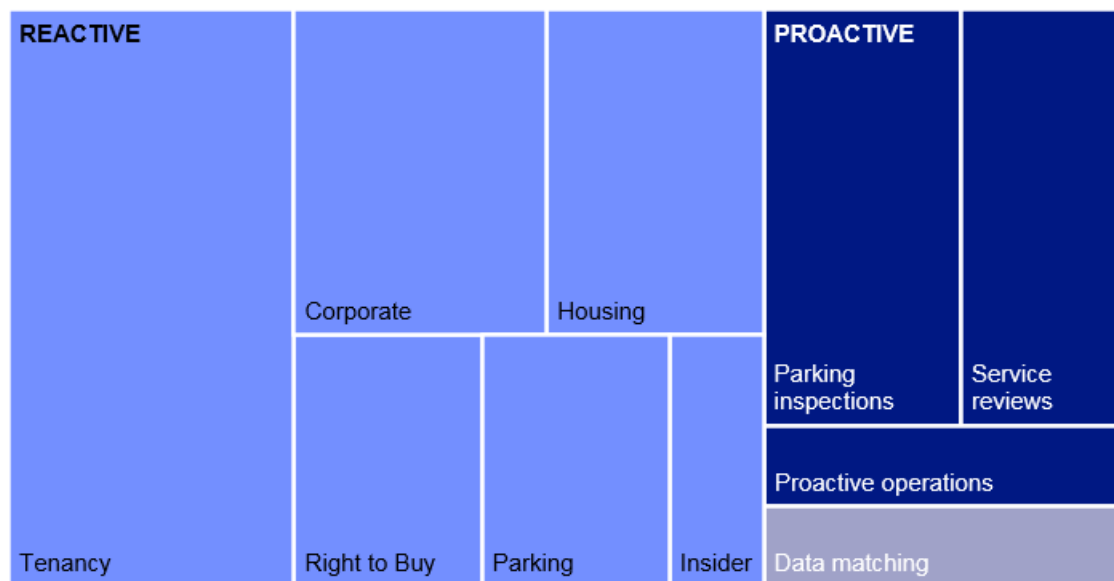 REACTIVE
PROACTIVE
Corporate
Housing
Parking
inspections
Service
reviews
Proactive operations
Tenancy
Right to Buy
Parking
Insider
Data matching